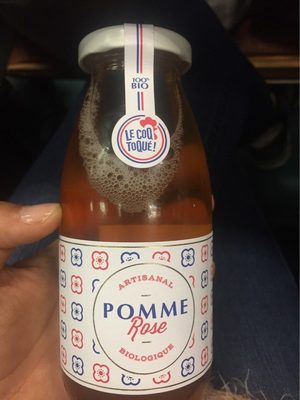 100%
BIO
LE COQ
TOQUÉ!
ARTISANAL
POMME
Rose
BIOLOGIQUE